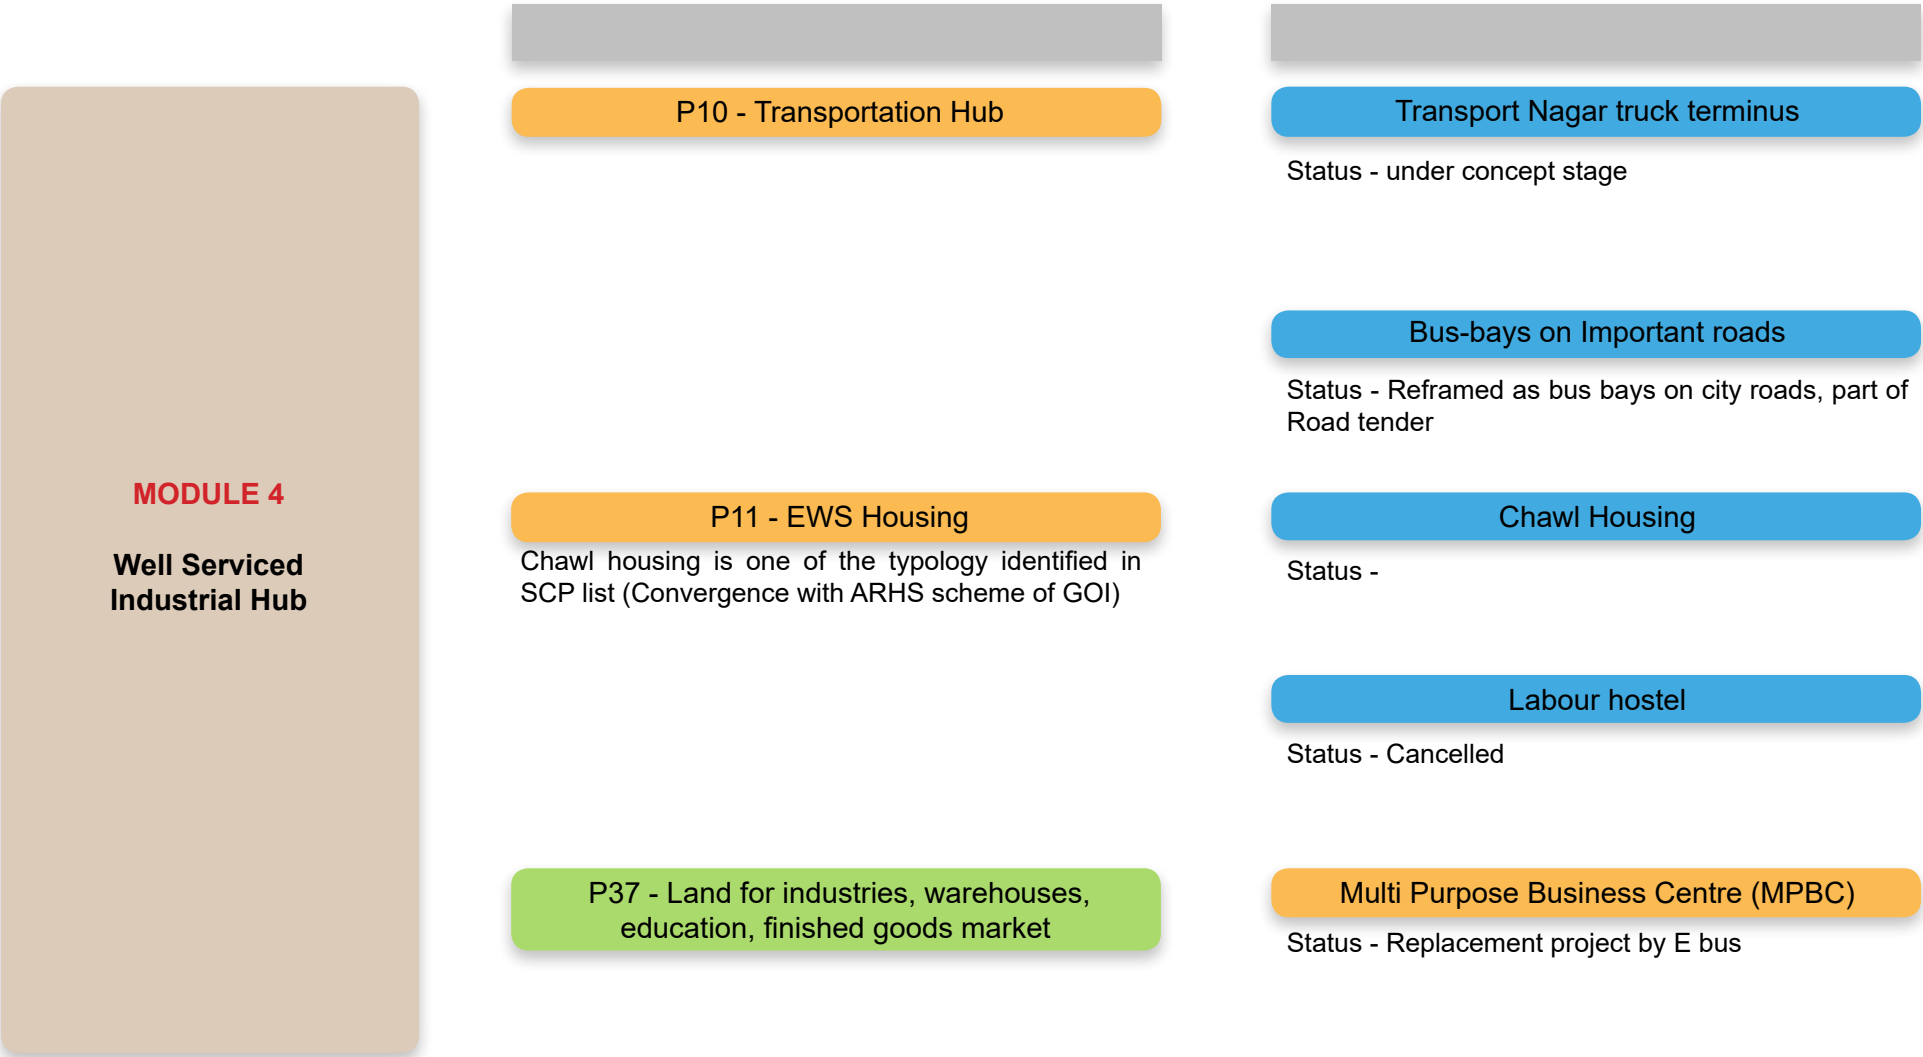 MODULE 4
Well Serviced
Industrial Hub
P10 - Transportation Hub
Transport Nagar truck terminus
Status - under concept stage
Bus-bays on Important roads
Status - Reframed as bus bays on city roads, part of
Road tender
P11 - EWS Housing
Chawl housing is one of the typology identified in
SCP list (Convergence with ARHS scheme of GOI)
Chawl Housing
Status -
Labour hostel
Status - Cancelled
P37 - Land for industries, warehouses,
education, finished goods market
Multi Purpose Business Centre (MPBC)
Status - Replacement project by E bus